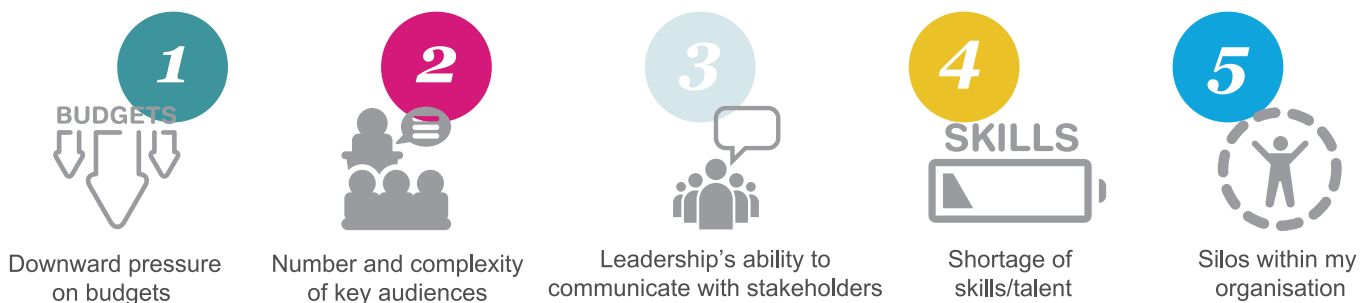 1
BUDGETS
Downward pressure
on budgets
2
Number and complexity
of key audiences
3
Leadership’s ability to
communicate with stakeholders
4
SKILLS
Shortage of
skills/talent
5
Silos within my
organisation